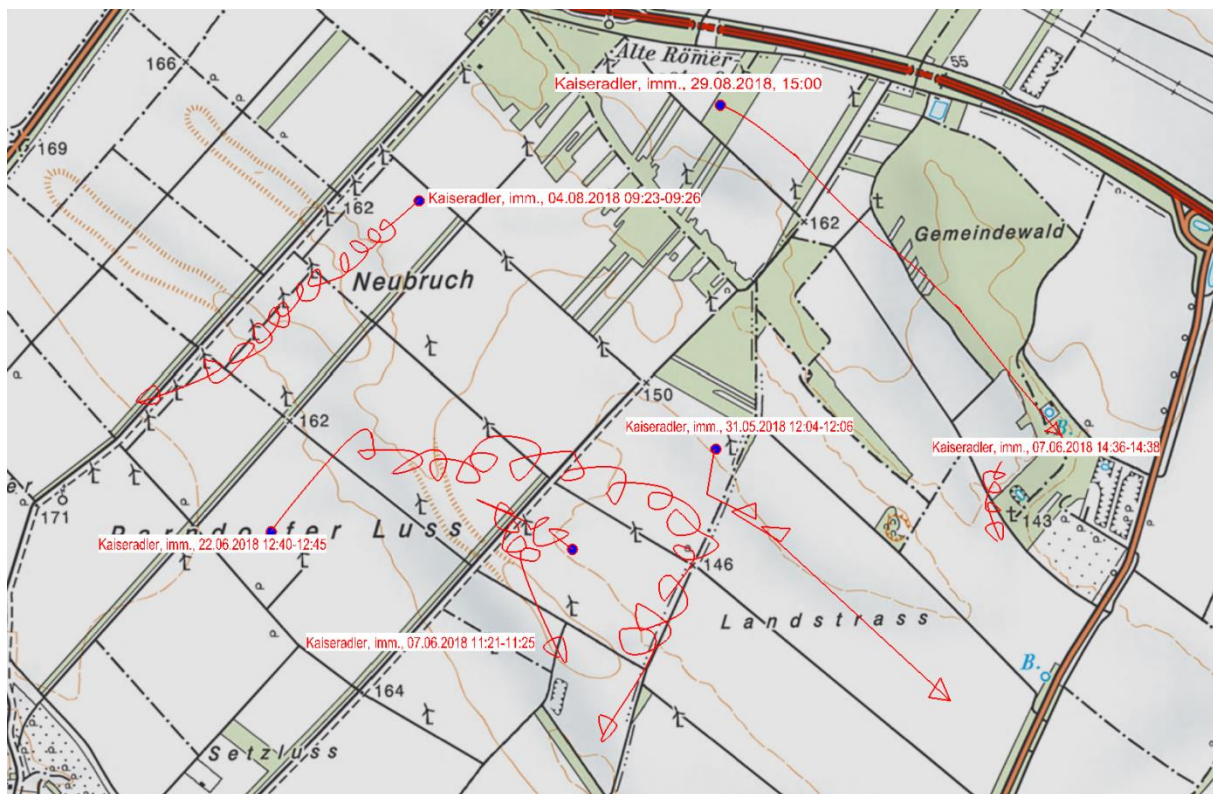 Alte Römer
55
166
Kaiseradler, imm., 29.08.2018, 15:00
169
Kaiseradler, imm., 04.08.2018 09:23-09:26
162
162
Gemeindewald
Neubruch
150
162
Kaiseradler, imm., 31.05.2018 12:04-12:06
B.
Kaiseradler, imm., 07.06.2018 14:36-14:38
171
Luss
143
Kaiseradler, imm., 22.06.2018 12:40-12:45
146
Landstrass
Kaiseradler, imm., 07.06.2018 11:21-11:25
B.
164
Setzluss